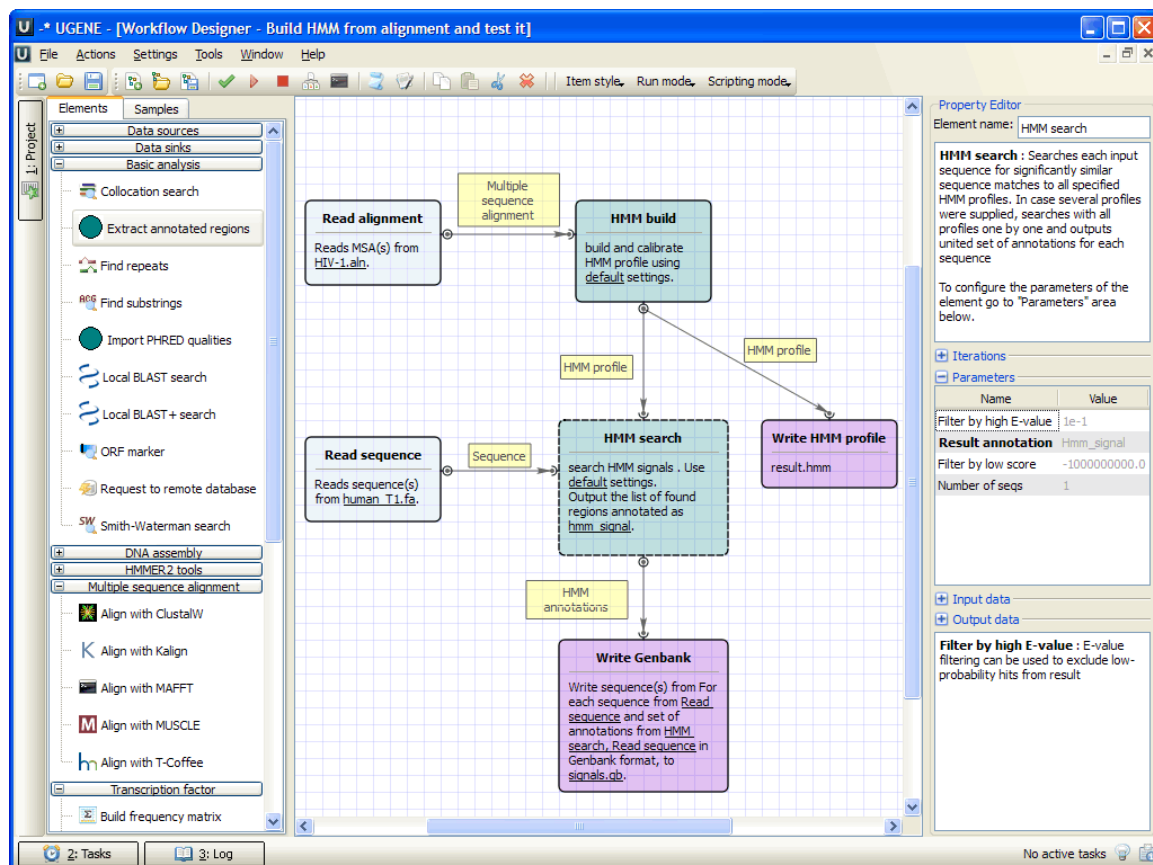 -* UGENE - [Workflow Designer - Build HMM from alignment and test it]
File Actions Settings Tools Window Help
Item style Run mode Scripting mode
1: Project
Elements Samples
Data sources
Data sinks
Basic analysis
Collocation search
Extract annotated regions
Find repeats
Find substrings
Import PHRED qualities
Local BLAST search
Local BLAST+ search
ORF marker
Request to remote database
Smith-Waterman search
DNA assembly
HMMER2 tools
Multiple sequence alignment
Align with ClustalW
Align with Kalign
Align with MAFFT
Align with MUSCLE
Align with T-Coffee
Transcription factor
Build frequency matrix
Read alignment
Reads MSA(s) from
HIV-1.aln.
Multiple
sequence
alignment
HMM build
build and calibrate
HMM profile using
default settings.
HMM profile
HMM profile
Read sequence
Reads sequence(s)
from human_T1.fa.
Sequence
HMM search
search HMM signals . Use
default settings.
Output the list of found
regions annotated as
hmm_signal.
Write HMM profile
result.hmm
HMM
annotations
Write Genbank
Write sequence(s) from For
each sequence from Read
sequence and set of
annotations from HMM
search, Read sequence in
Genbank format, to
signals.gb.
Property Editor
Element name: HMM search
HMM search : Searches each input
sequence for significantly similar
sequence matches to all specified
HMM profiles. In case several profiles
were supplied, searches with all
profiles one by one and outputs
united set of annotations for each
sequence
To configure the parameters of the
element go to "Parameters" area
below.
Iterations
Parameters
Name Value
Filter by high E-value 1e-1
Result annotation Hmm_signal
Filter by low score -1000000000.0
Number of seqs 1
Input data
Output data
Filter by high E-value : E-value
filtering can be used to exclude low-
probability hits from result
2: Tasks 3: Log No active tasks